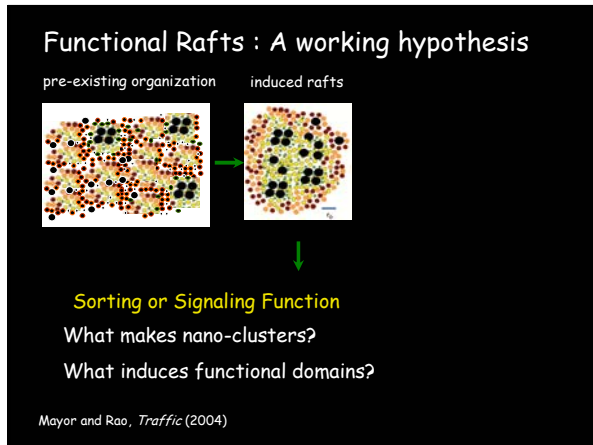 Functional Rafts : A working hypothesis
pre-existing organization
induced rafts
Sorting or Signaling Function
What makes nano-clusters?
What induces functional domains?
Mayor and Rao, Traffic (2004)